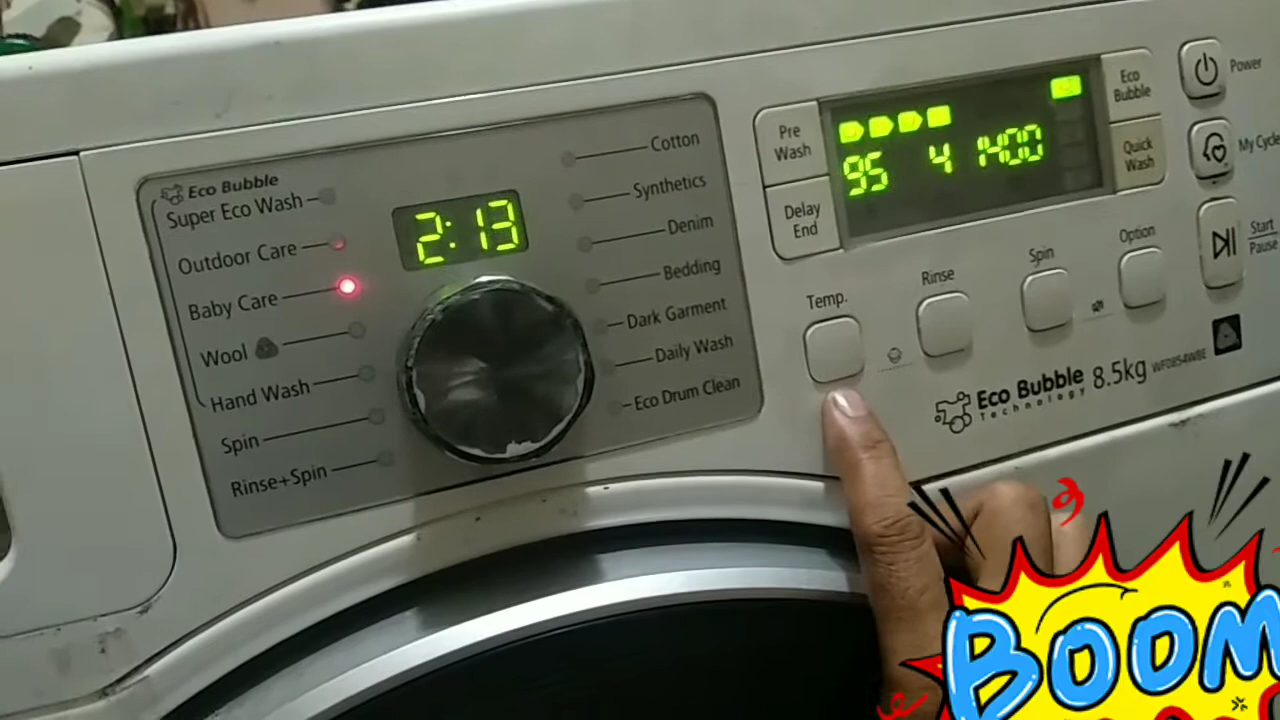 Eco Bubble
Super Eco Wash
Outdoor Care
Baby Care
Wool
Hand Wash
Spin
Rinse+Spin
2:13
Cotton
Synthetics
Denim
Bedding
Dark Garment
Daily Wash
Eco Drum Clean
Pre
Wash
Delay
End
95 4 1400
Eco
Bubble
Quick
Wash
Power
My Cycle
Start
Pause
Temp.
Rinse
Spin
Option
Eco Bubble
Technology
8.5kg
WF0854W8E
BOOM